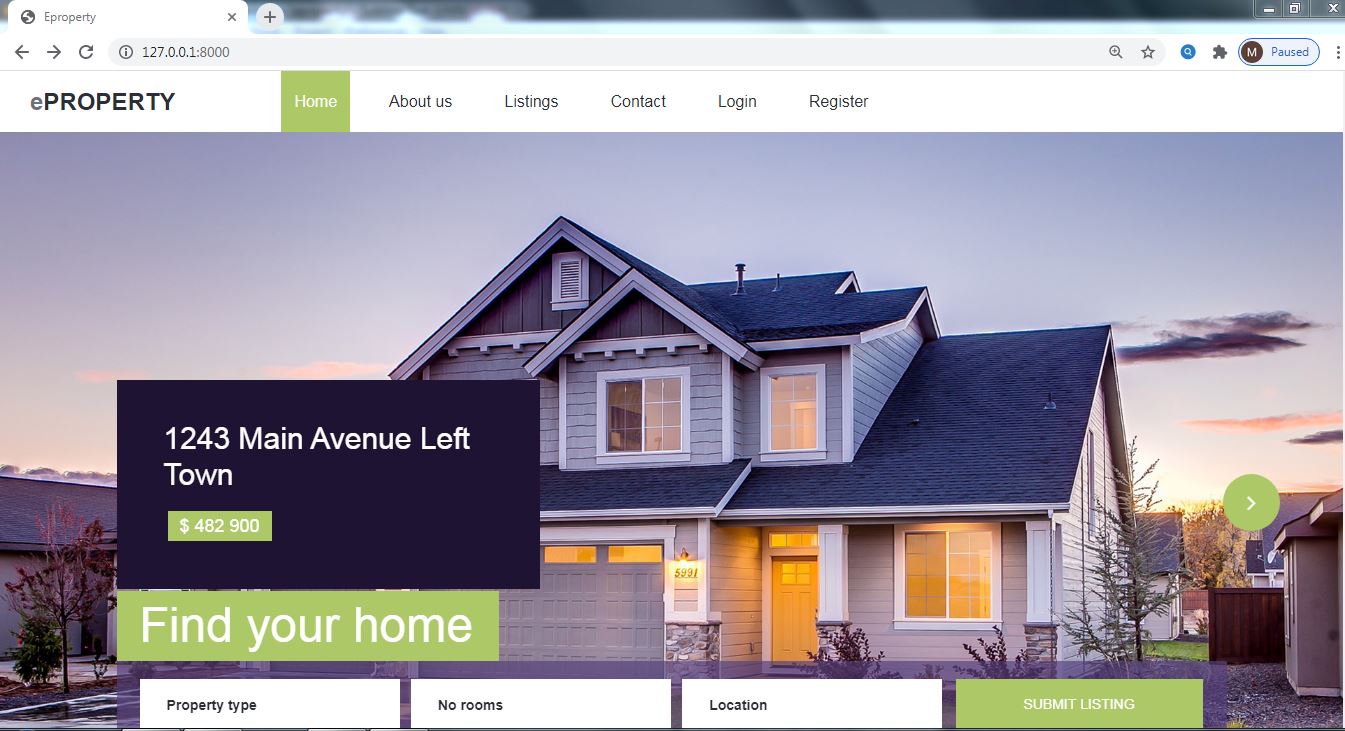 Eproperty
127.0.0.1:8000
M Paused
ePROPERTY
Home About us Listings Contact Login Register
1243 Main Avenue Left
Town
$ 482 900
5991
Find your home
Property type No rooms Location SUBMIT LISTING